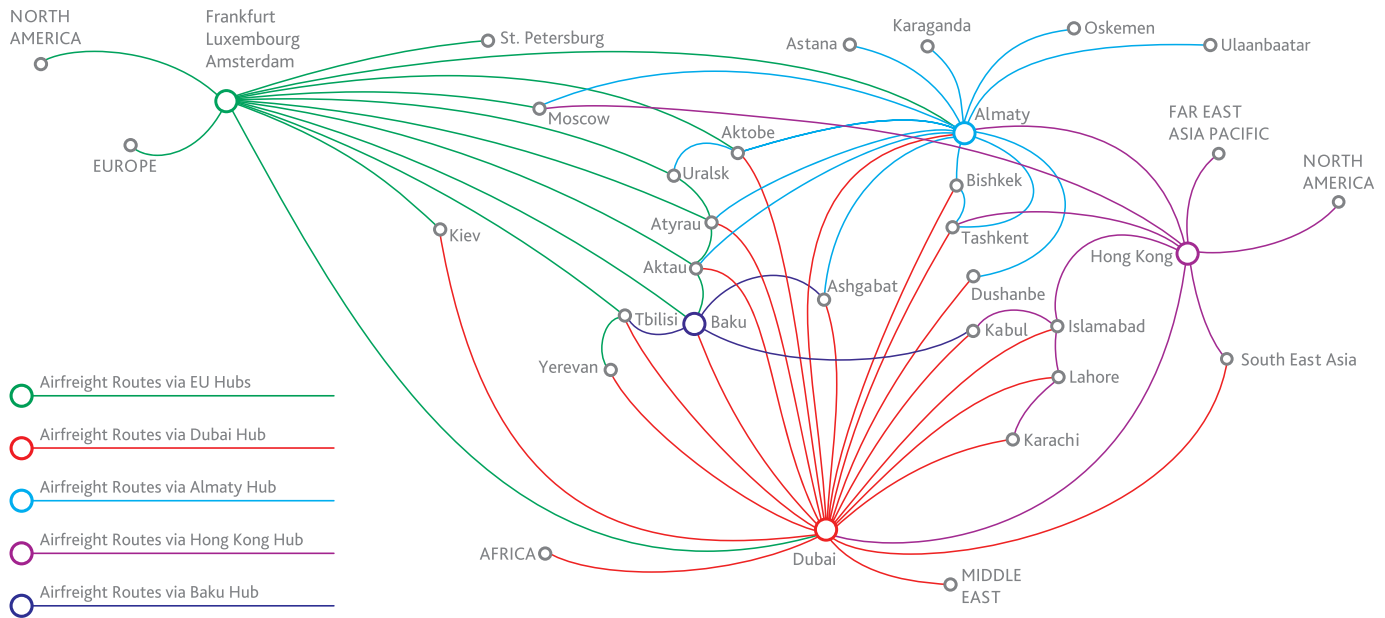 NORTH
AMERICA
Frankfurt
Luxembourg
Amsterdam
St. Petersburg
Astana
Karaganda
Oskemen
Ulaanbaatar
EUROPE
Moscow
Aktobe
Almaty
FAR EAST
ASIA PACIFIC
NORTH
AMERICA
Uralsk
Bishkek
Kiev
Atyrau
Tashkent
Aktau
Hong Kong
Ashgabat
Dushanbe
Tbilisi
Baku
Kabul
Islamabad
Yerevan
Lahore
South East Asia
Karachi
Airfreight Routes via EU Hubs
Airfreight Routes via Dubai Hub
Airfreight Routes via Almaty Hub
Airfreight Routes via Hong Kong Hub
Airfreight Routes via Baku Hub
AFRICA
Dubai
MIDDLE
EAST